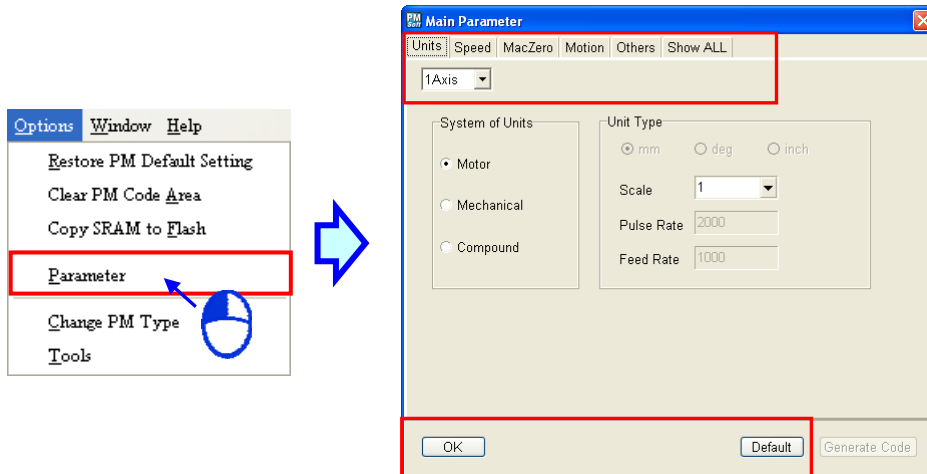 Options Window Help
Restore PM Default Setting
Clear PM Code Area
Copy SRAM to Flash
Parameter
Change PM Type
Tools
PM Soft Main Parameter
Units Speed MacZero Motion Others Show ALL
1Axis
System of Units
Motor
Mechanical
Compound
Unit Type
mm deg inch
Scale 1
Pulse Rate 2000
Feed Rate 1000
OK Default Generate Code